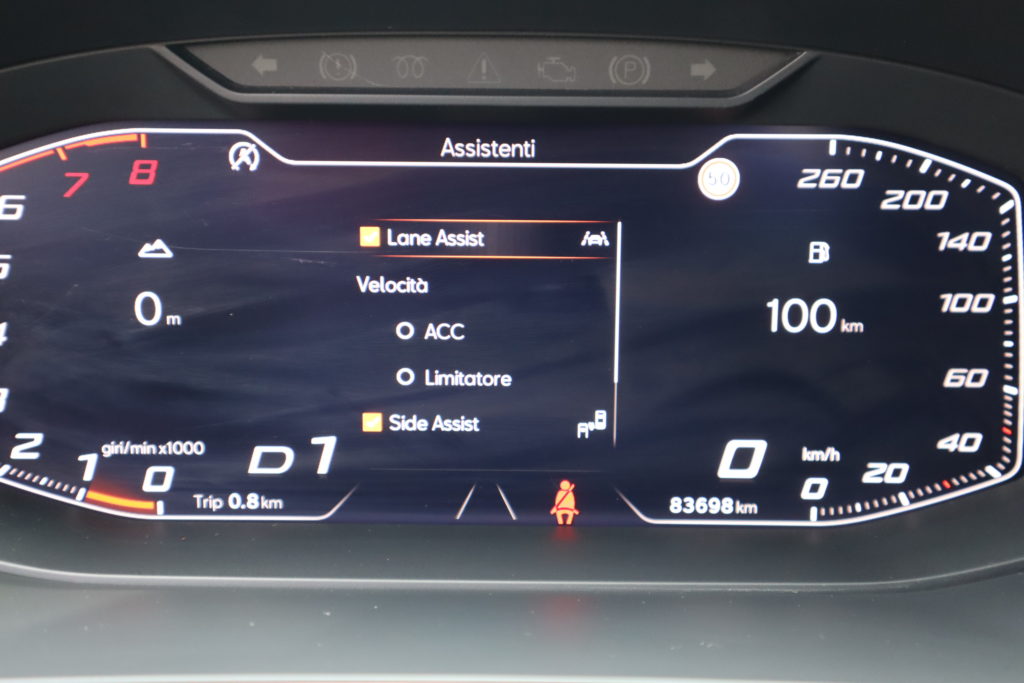 Assistenti
7 8
6
50
260
200
140
100
60
40
20
0
Lane Assist
Velocità
ACC
Limitatore
Side Assist
0 m
100 km
2
1
0
giri/min x1000
D 1
0 km/h
Trip 0.8 km
83698 km
P